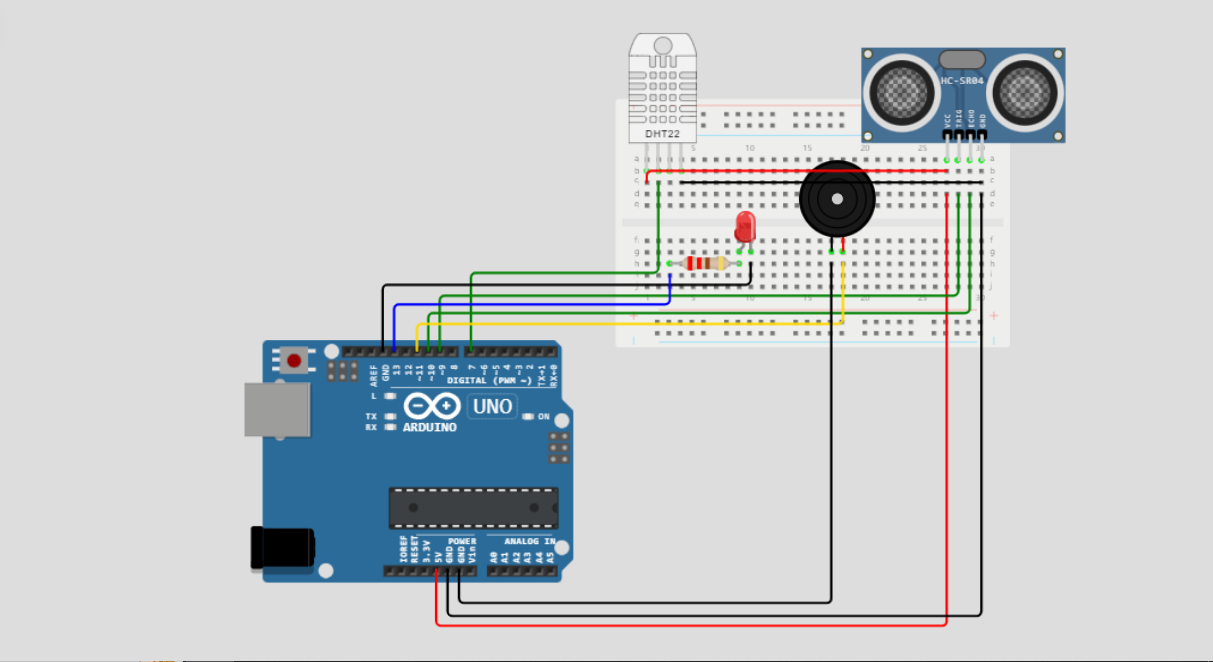 DHT22
HC-SR04
VCC
TRIG
ECHO
GND
5
10
15
20
25
30
a
b
c
d
e
f
g
h
j
+
AREF
GND
13
12
~11
~10
~9
8
7
~6
~5
4
~3
2
TX→1
RX←0
DIGITAL (PWM ~)
L
TX
RX
ARDUINO
UNO
ON
IOREF
RESET
3.3V
5V
GND
GND
Vin
POWER
ANALOG IN
A0
A1
A2
A3
A4
A5